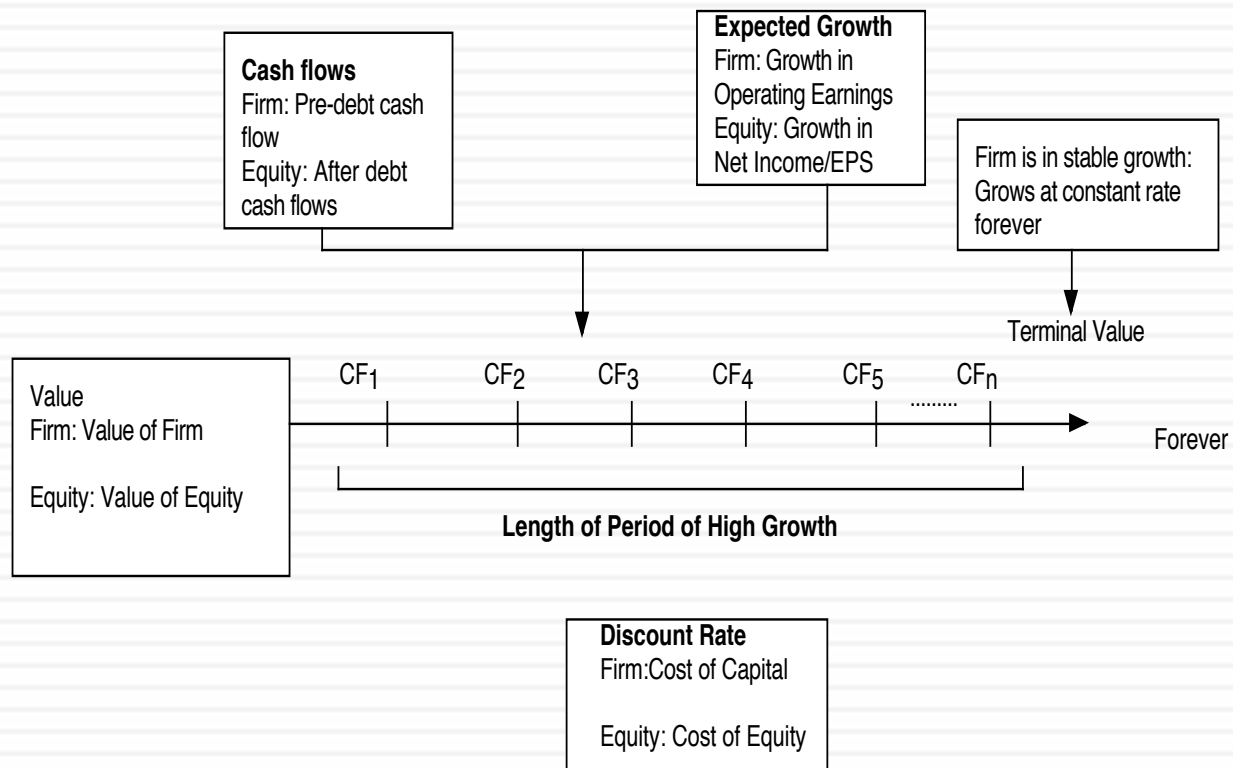 Cash flows
Firm: Pre-debt cash
flow
Equity: After debt
cash flows
Expected Growth
Firm: Growth in
Operating Earnings
Equity: Growth in
Net Income/EPS
Firm is in stable growth:
Grows at constant rate
forever
Terminal Value
Value
Firm: Value of Firm
Equity: Value of Equity
CF1 CF2 CF3 CF4 CF5 ......... CFn
Forever
Length of Period of High Growth
Discount Rate
Firm:Cost of Capital
Equity: Cost of Equity